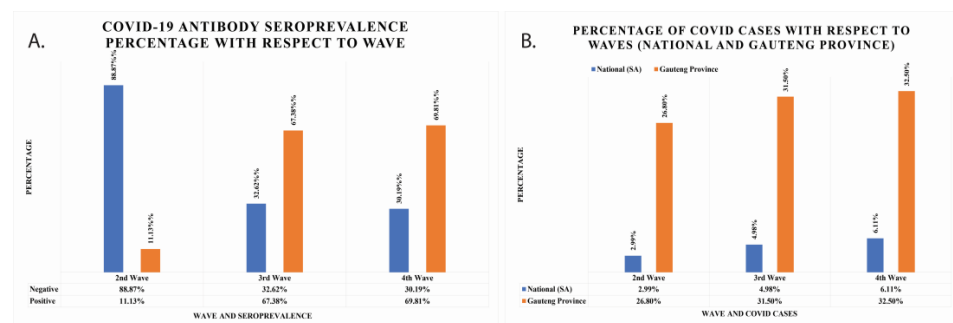 A.
COVID-19 ANTIBODY SEROPREVALENCE
PERCENTAGE WITH RESPECT TO WAVE
PERCENTAGE
88.87%%
11.13%%
32.62%%
67.38%%
30.19%%
69.81%%
2nd Wave 3rd Wave 4th Wave
Negative 88.87% 32.62% 30.19%
Positive 11.13% 67.38% 69.81%
WAVE AND SEROPREVALENCE
B.
PERCENTAGE OF COVID CASES WITH RESPECT TO
WAVES (NATIONAL AND GAUTENG PROVINCE)
National (SA) Gauteng Province
PERCENTAGE
2.99%
26.80%
4.98%
31.50%
6.11%
32.50%
2nd Wave 3rd Wave 4th Wave
National (SA) 2.99% 4.98% 6.11%
Gauteng Province 26.80% 31.50% 32.50%
WAVE AND COVID CASES